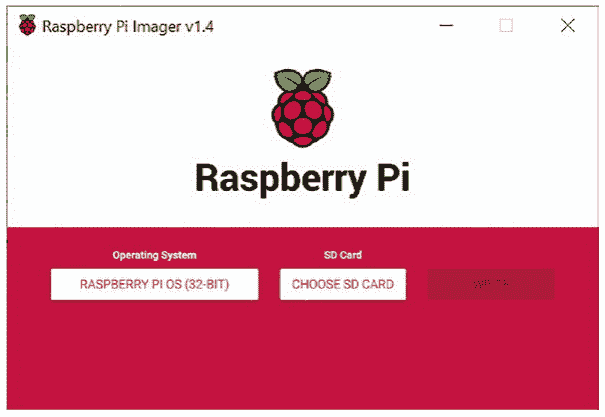 Raspberry Pi Imager v1.4
Raspberry Pi
Operating System SD Card
RASPBERRY PI OS (32-BIT) CHOOSE SD CARD WRITE